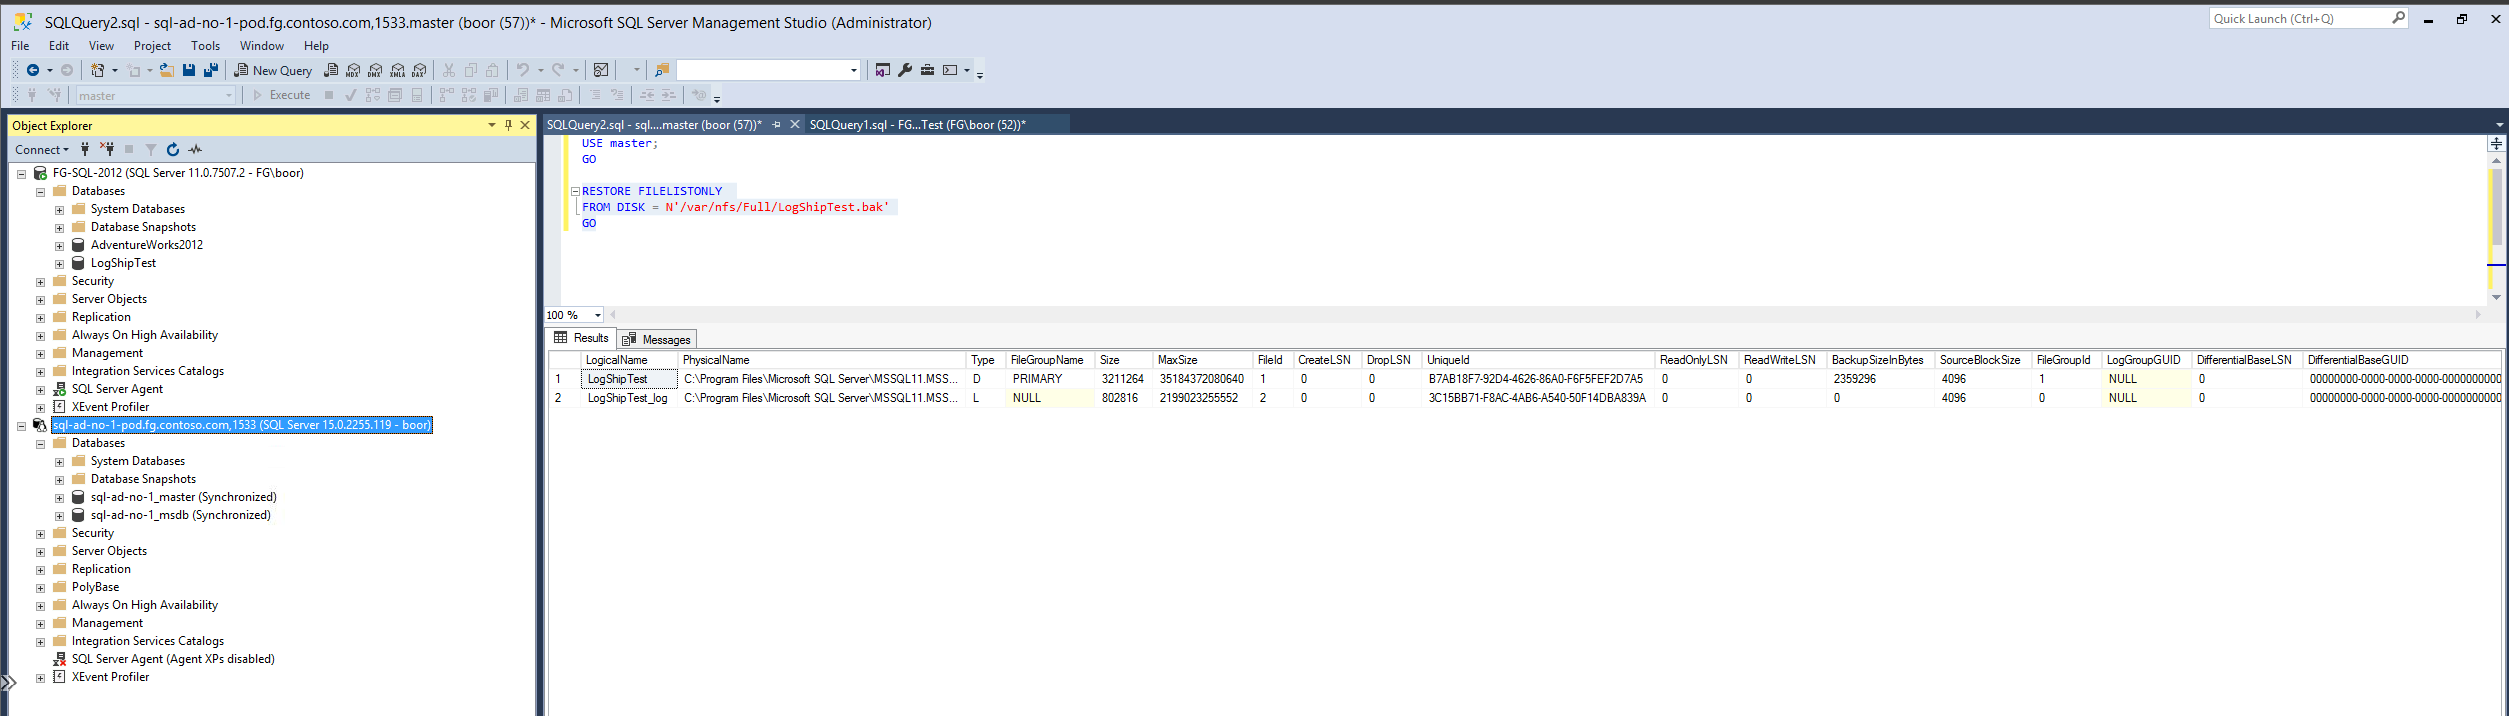 SQLQuery2.sql - sql-ad-no-1-pod.fg.contoso.com,1533.master (boor (57))* - Microsoft SQL Server Management Studio (Administrator)
Quick Launch (Ctrl+Q)
File Edit View Project Tools Window Help
New Query MDX DMX XMLA DAX
master Execute
Object Explorer
Connect
FG-SQL-2012 (SQL Server 11.0.7507.2 - FG\boor)
Databases
System Databases
Database Snapshots
AdventureWorks2012
LogShipTest
Security
Server Objects
Replication
Always On High Availability
Management
Integration Services Catalogs
SQL Server Agent
XEvent Profiler
sql-ad-no-1-pod.fg.contoso.com,1533 (SQL Server 15.0.2255.119 - boor)
Databases
System Databases
Database Snapshots
sql-ad-no-1_master (Synchronized)
sql-ad-no-1_msdb (Synchronized)
Security
Server Objects
Replication
PolyBase
Always On High Availability
Management
Integration Services Catalogs
SQL Server Agent (Agent XPs disabled)
XEvent Profiler
SQLQuery2.sql - sql....master (boor (57))* SQLQuery1.sql - FG...Test (FG\boor (52))*
USE master;
GO
RESTORE FILELISTONLY
FROM DISK = N'/var/nfs/Full/LogShipTest.bak'
GO
100 %
Results Messages
LogicalName PhysicalName Type FileGroupName Size MaxSize FileId CreateLSN DropLSN UniqueId ReadOnlyLSN ReadWriteLSN BackupSizeInBytes SourceBlockSize FileGroupId LogGroupGUID DifferentialBaseLSN DifferentialBaseGUID
1 LogShipTest C:\Program Files\Microsoft SQL Server\MSSQL11.MSS... D PRIMARY 3211264 35184372080640 1 0 0 B7AB18F7-92D4-4626-86A0-F6F5FEF2D7A5 0 0 2359296 4096 1 NULL 0 00000000-0000-0000-0000-0000000000
2 LogShipTest_log C:\Program Files\Microsoft SQL Server\MSSQL11.MSS... L NULL 802816 2199023255552 2 0 0 3C15BB71-F8AC-4AB6-A540-50F14DBA839A 0 0 0 4096 0 NULL 0 00000000-0000-0000-0000-0000000000